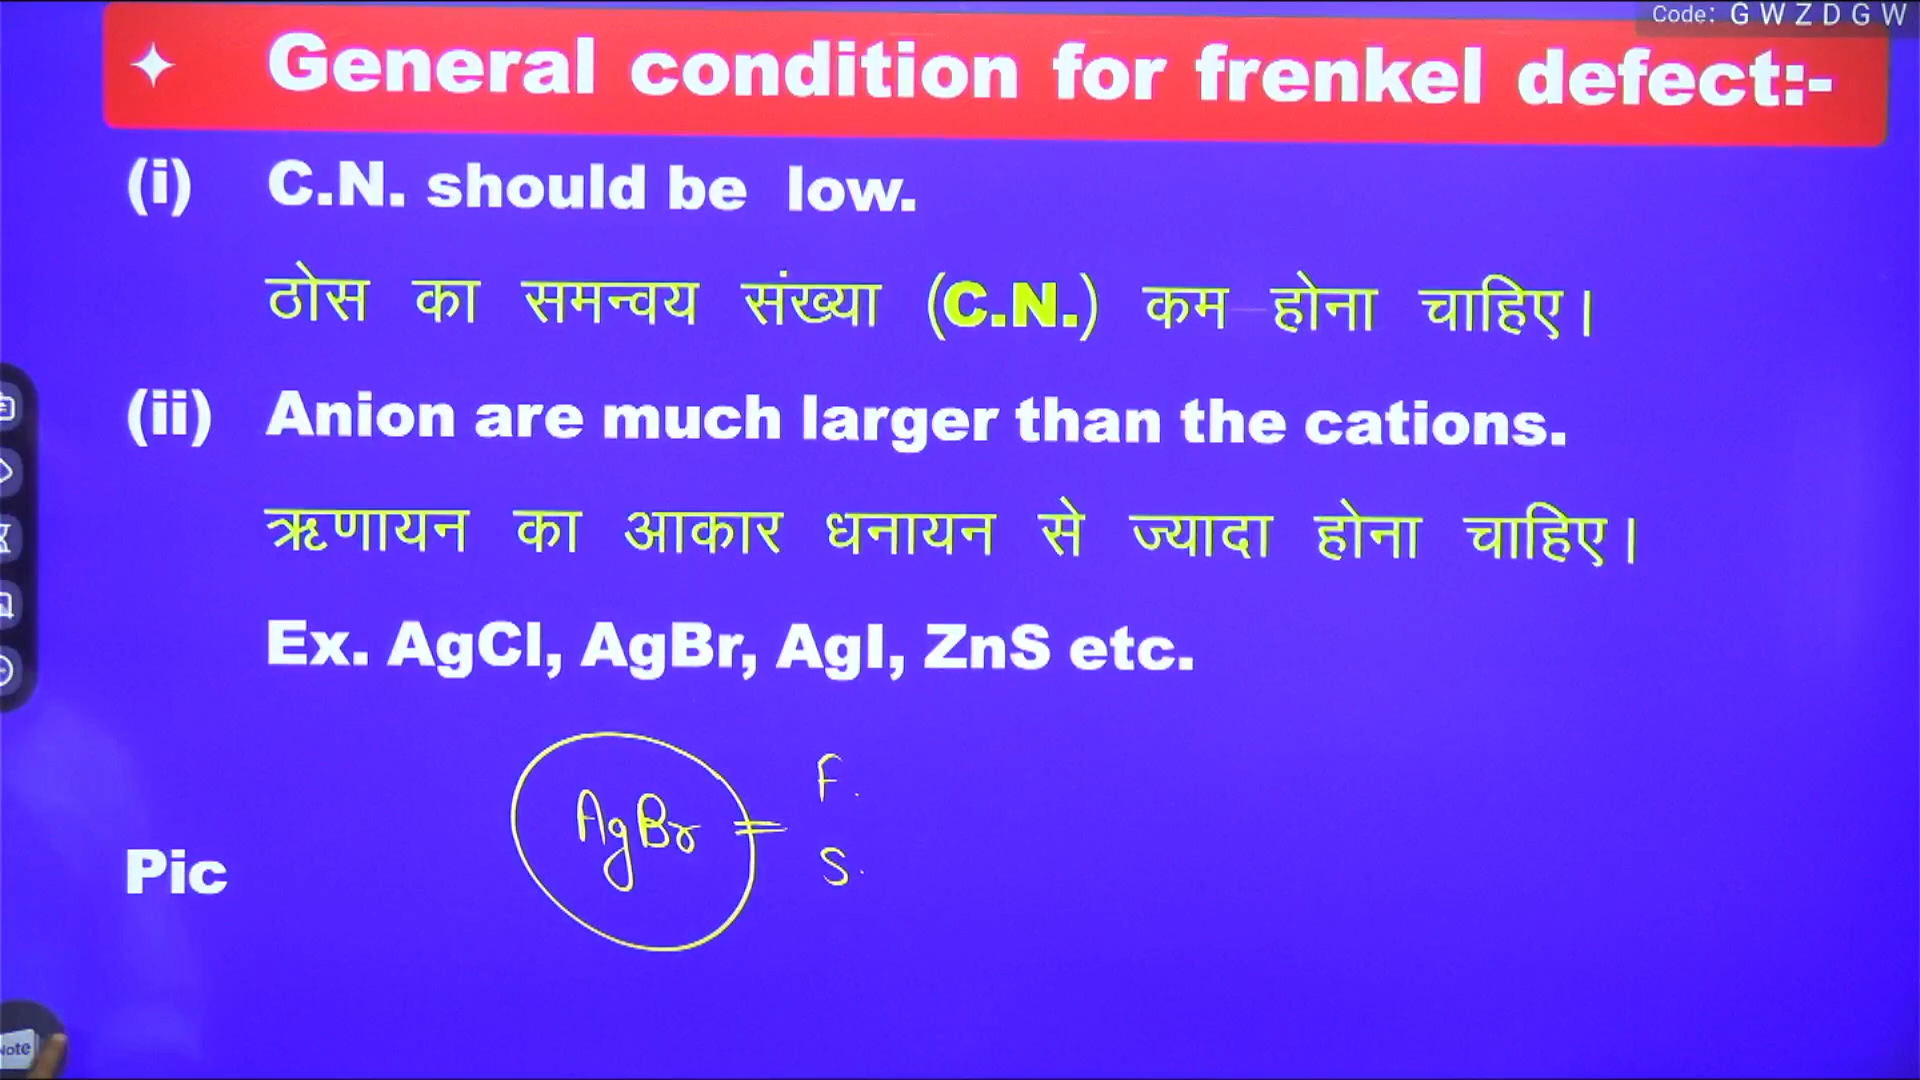 Code: G W Z D G W
General condition for frenkel defect:-
(i) C.N. should be low.
ठोस का समन्वय संख्या (C.N.) कम होना चाहिए।
(ii) Anion are much larger than the cations.
ऋणायन का आकार धनायन से ज्यादा होना चाहिए।
Ex. AgCl, AgBr, AgI, ZnS etc.
AgBr = F.
S.
Pic
Note